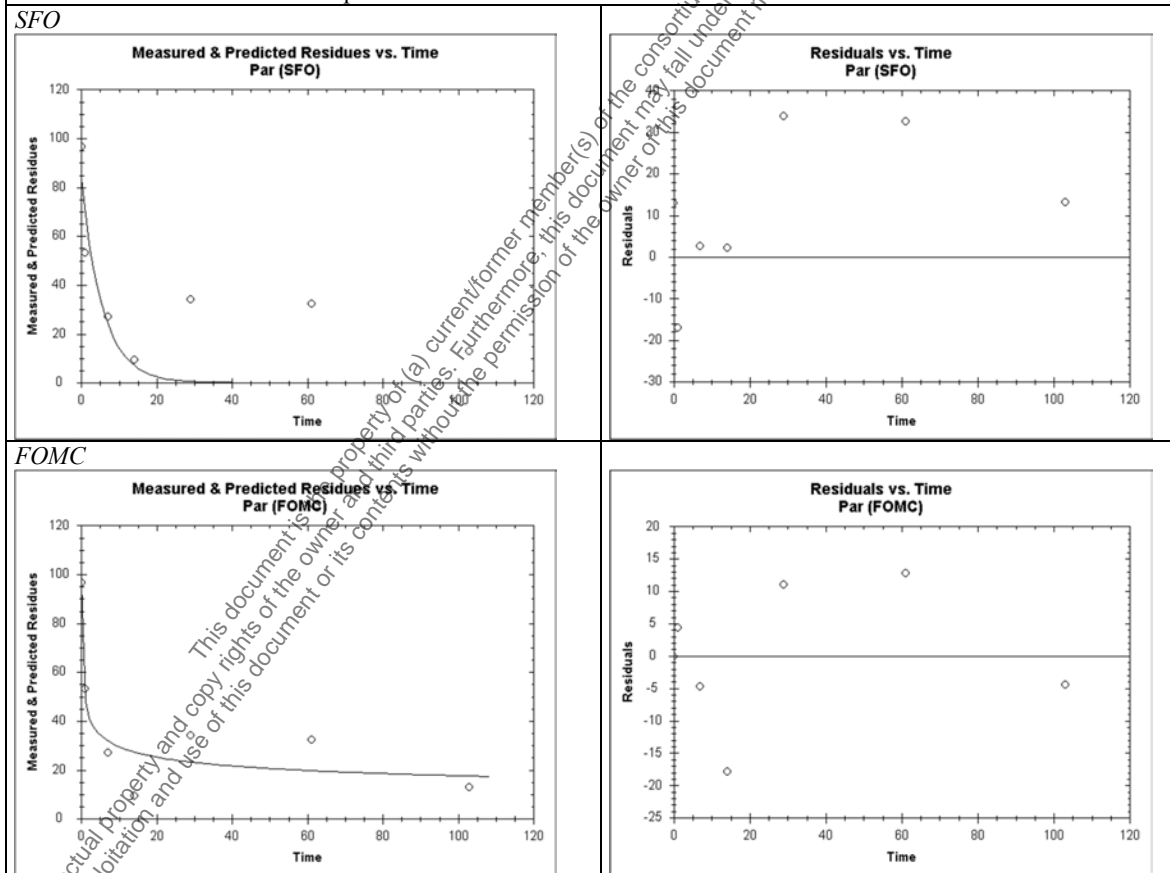 SFO
Measured & Predicted Residues vs. Time
Par (SFO)
Measured & Predicted Residues
120
100
80
60
40
20
0
0 20 40 60 80 100 120
Time
Residuals vs. Time
Par (SFO)
Residuals
40
30
20
10
0
-10
-20
-30
0 20 40 60 80 100 120
Time
FOMC
Measured & Predicted Residues vs. Time
Par (FOMC)
Measured & Predicted Residues
120
100
80
60
40
20
0
0 20 40 60 80 100 120
Time
Residuals vs. Time
Par (FOMC)
Residuals
20
15
10
5
0
-5
-10
-15
-20
-25
0 20 40 60 80 100 120
Time
This document is the property of (a) current/former member(s) of the consortium
property and copy rights of the owner and third parties. Furthermore, this document may fall under
and use of this document or its contents without the permission of the owner of this document